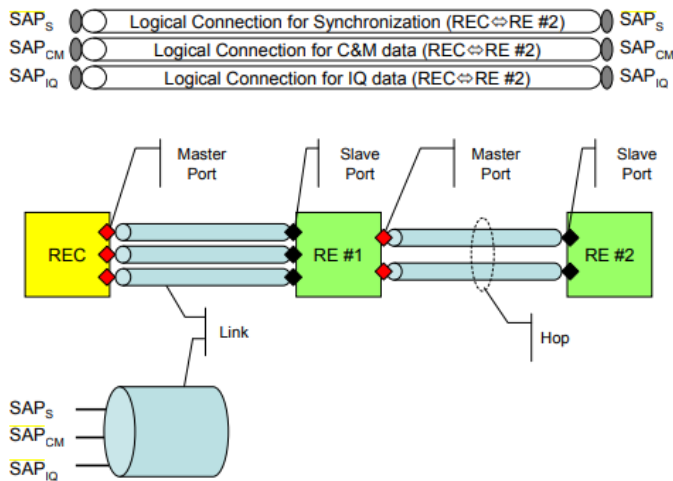 SAPS Logical Connection for Synchronization (REC⇔RE #2) SAPS
SAPCM Logical Connection for C&M data (REC⇔RE #2) SAPCM
SAPIQ Logical Connection for IQ data (REC⇔RE #2) SAPIQ
Master Port
Slave Port
Master Port
Slave Port
REC
RE #1
RE #2
Link
Hop
SAPS
SAPCM
SAPIQ